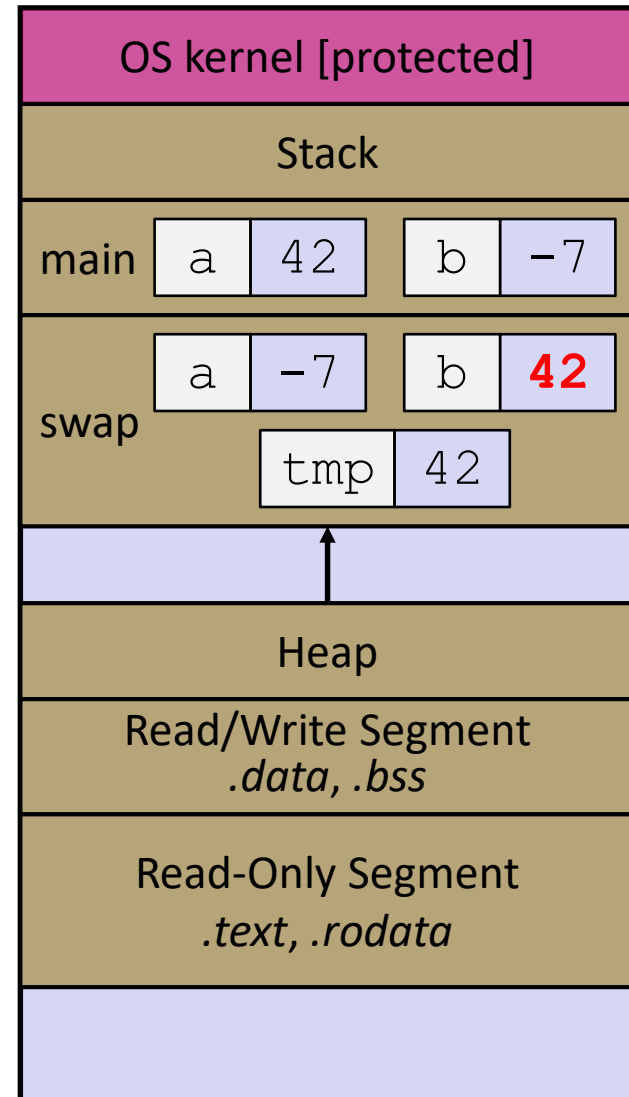 OS kernel [protected]
Stack
main a 42 b -7
a -7 b 42
swap
tmp 42
Heap
Read/Write Segment
.data, .bss
Read-Only Segment
.text, .rodata